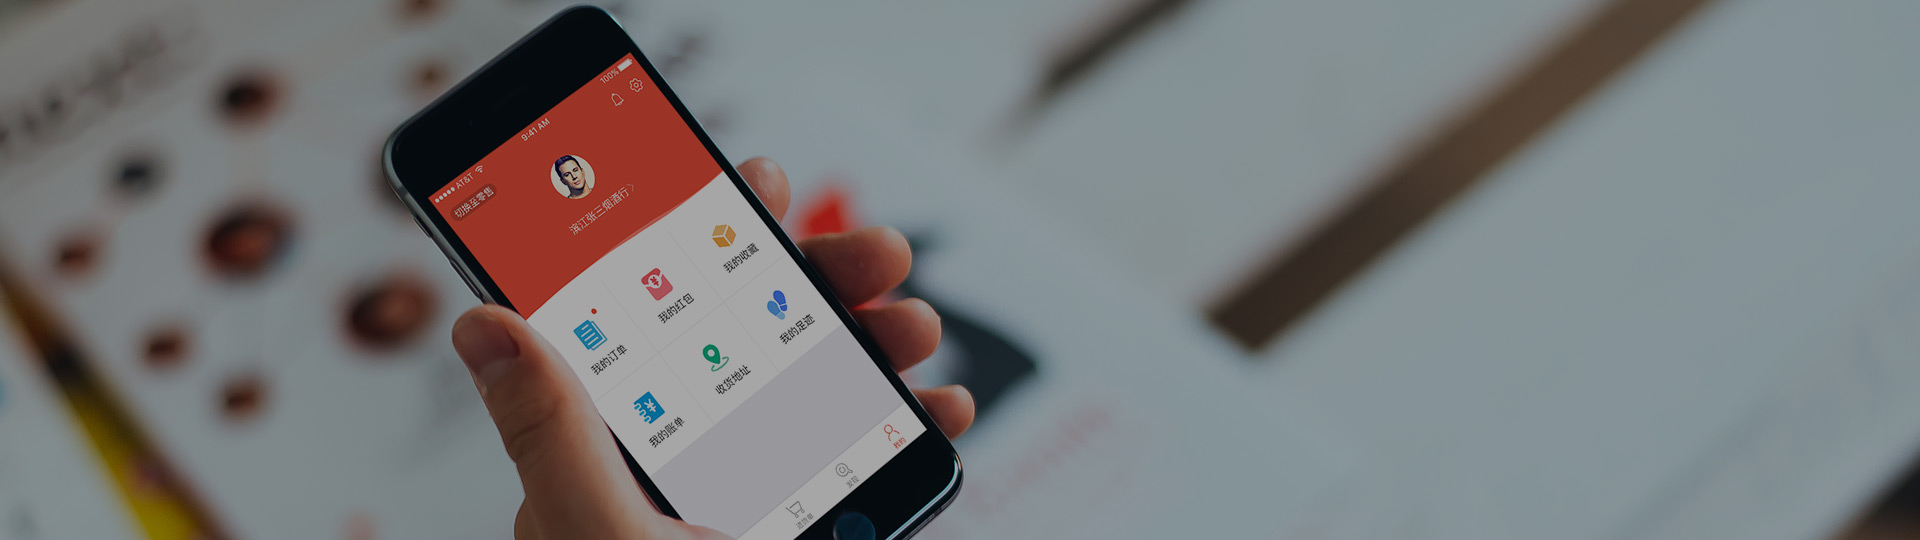 ●●●●● AT&T 9:41 AM 100%
切换至零售
滨江张三烟酒行 >
我的订单 我的红包 我的收藏
我的账单 收货地址 我的足迹
进货单 发现 我的